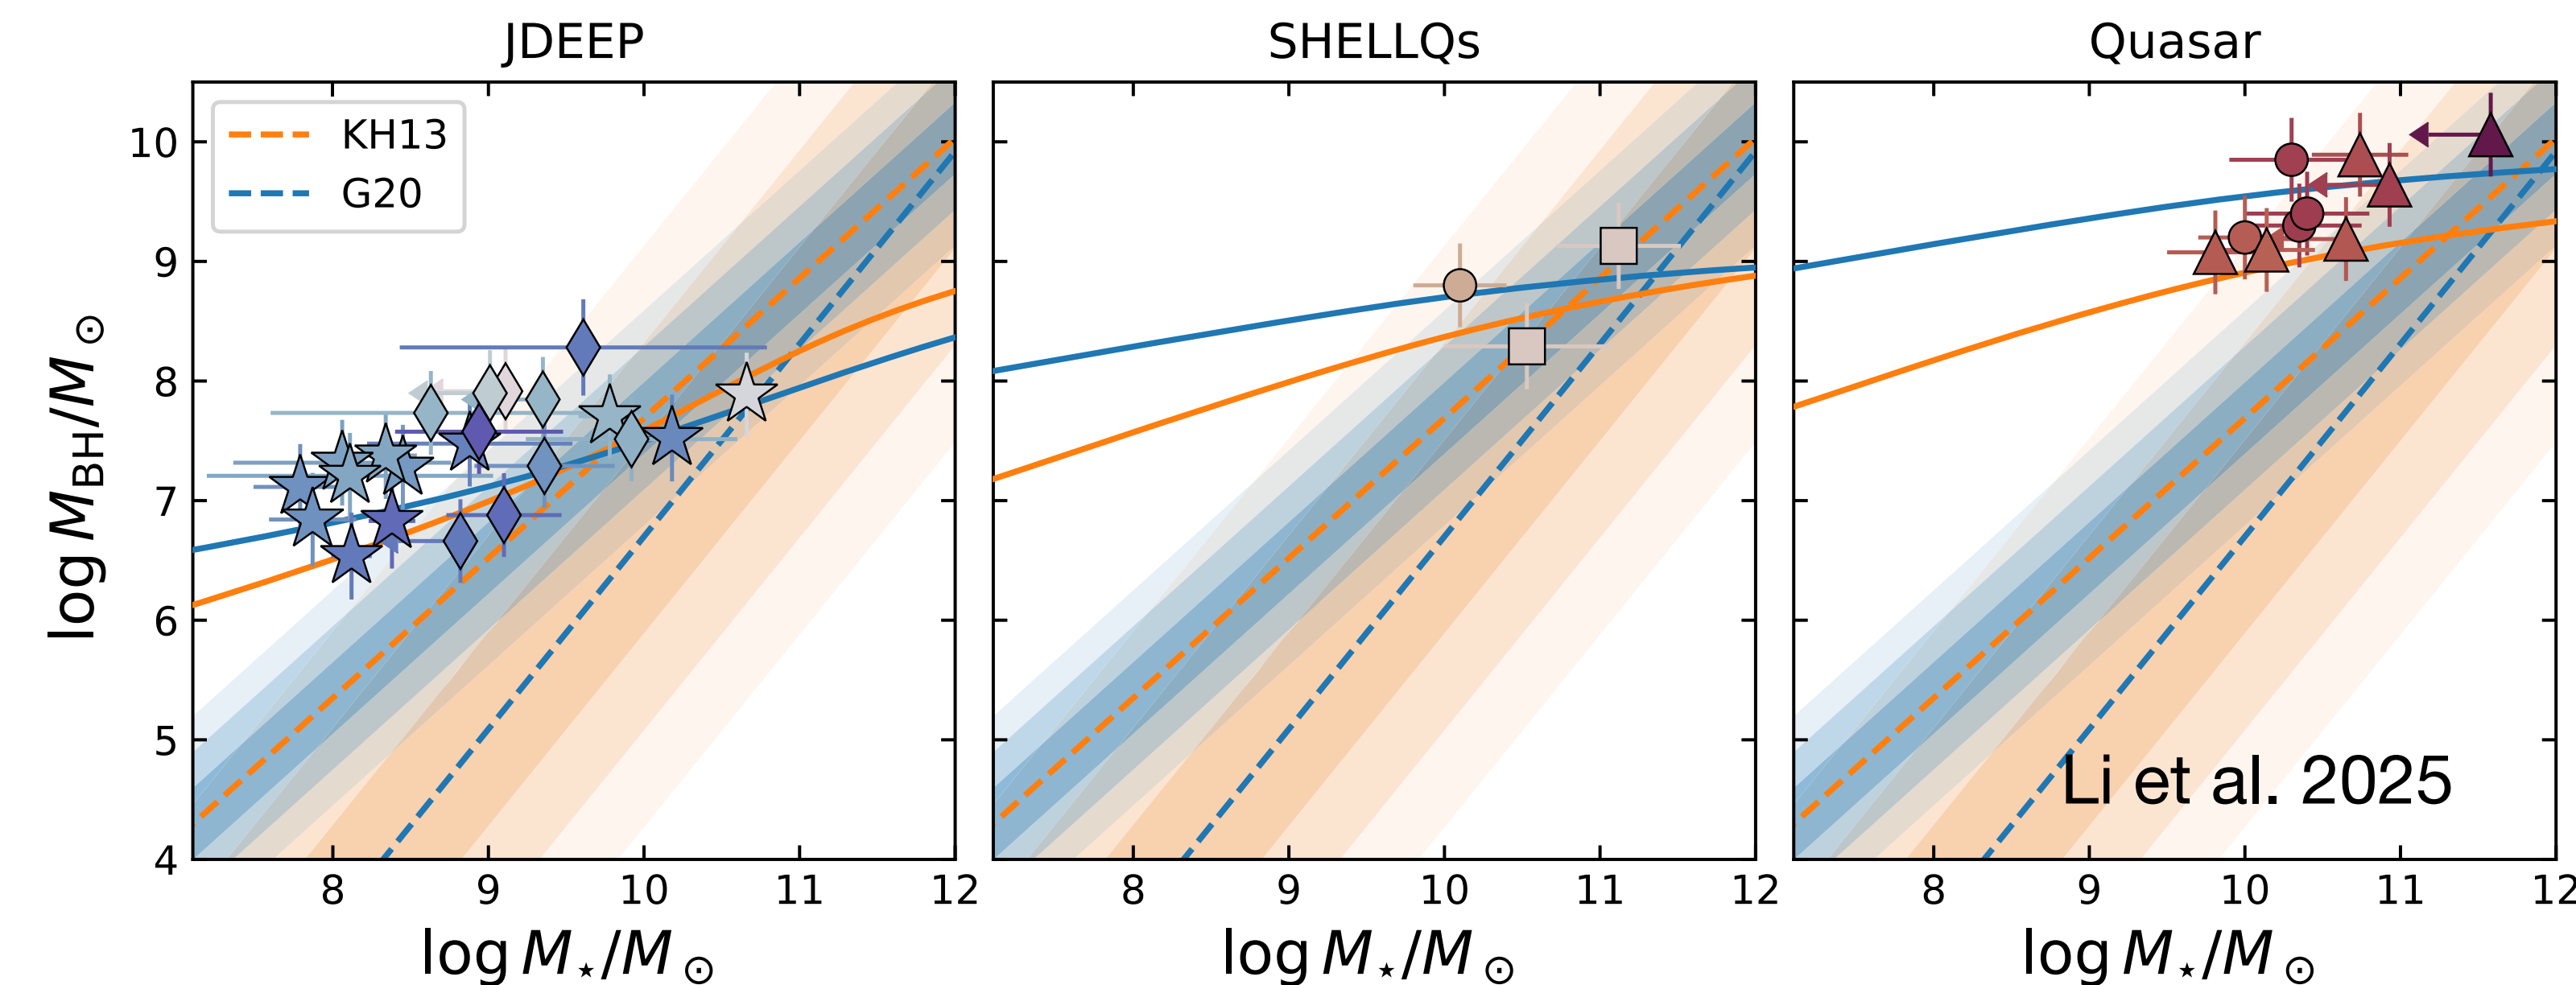 JDEEP
SHELLQs
Quasar
KH13
G20
10
9
8
7
6
5
4
log M_BH/M_⊙
8 9 10 11 12
8 9 10 11 12
8 9 10 11 12
log M_⋆/M_⊙
log M_⋆/M_⊙
log M_⋆/M_⊙
Li et al. 2025